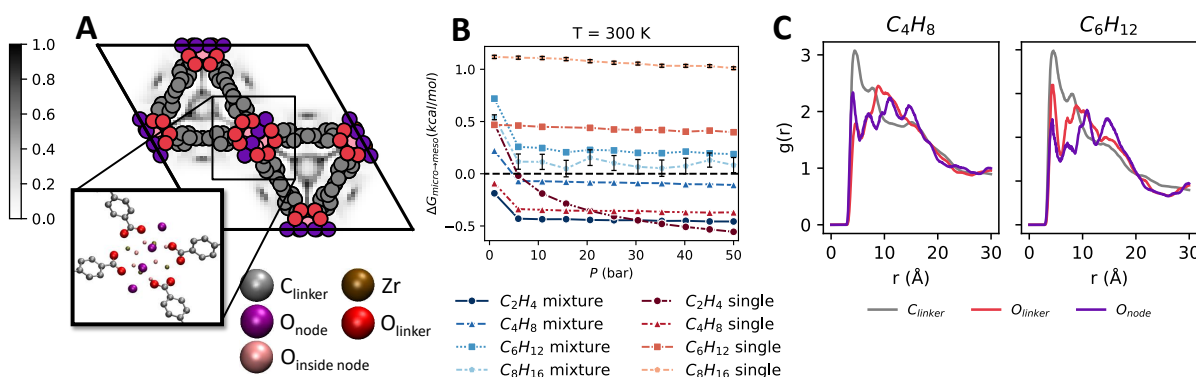 A
1.0
0.8
0.6
0.4
0.2
0.0
C_linker
Zr
O_node
O_linker
O_inside node
B
T = 300 K
ΔG_micro→meso (kcal/mol)
1.0
0.5
0.0
−0.5
0
10
20
30
40
50
P (bar)
C₂H₄ mixture
C₄H₈ mixture
C₆H₁₂ mixture
C₈H₁₆ mixture
C₂H₄ single
C₄H₈ single
C₆H₁₂ single
C₈H₁₆ single
C
C₄H₈
C₆H₁₂
g(r)
3
2
1
0
0
10
20
30
0
10
20
30
r (Å)
r (Å)
C_linker
O_linker
O_node